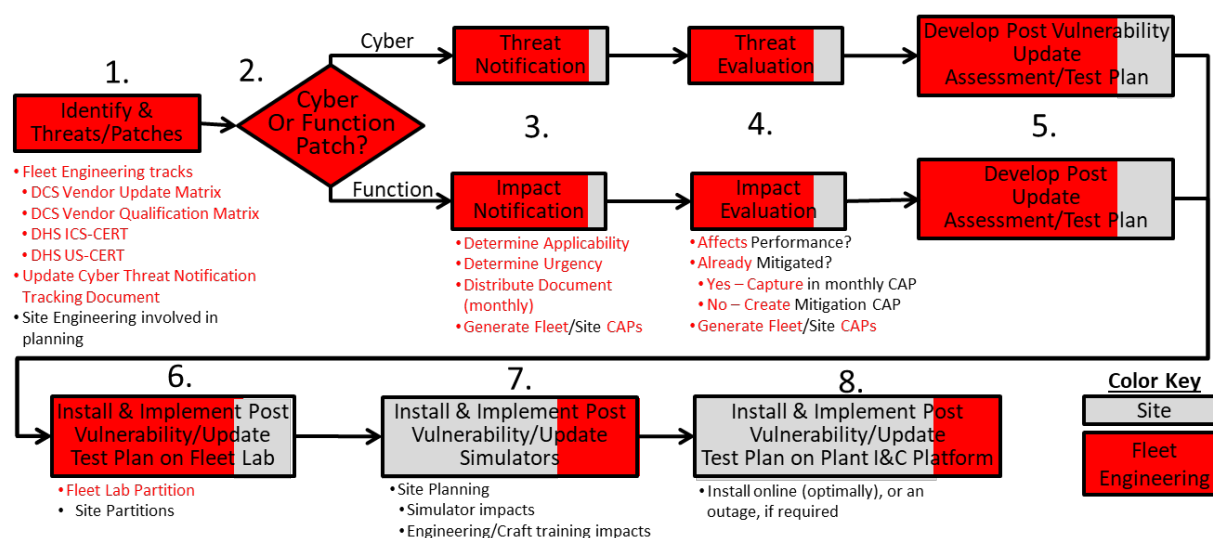 1.
Identify &
Threats/Patches
• Fleet Engineering tracks
• DCS Vendor Update Matrix
• DCS Vendor Qualification Matrix
• DHS ICS-CERT
• DHS US-CERT
• Update Cyber Threat Notification
Tracking Document
• Site Engineering involved in
planning
2.
Cyber
Or Function
Patch?
Cyber
Function
Threat
Notification
Threat
Evaluation
Develop Post Vulnerability
Update
Assessment/Test Plan
3.
Impact
Notification
• Determine Applicability
• Determine Urgency
• Distribute Document
(monthly)
• Generate Fleet/Site CAPs
4.
Impact
Evaluation
• Affects Performance?
• Already Mitigated?
• Yes – Capture in monthly CAP
• No – Create Mitigation CAP
• Generate Fleet/Site CAPs
5.
Develop Post
Update
Assessment/Test Plan
6.
Install & Implement Post
Vulnerability/Update
Test Plan on Fleet Lab
• Fleet Lab Partition
• Site Partitions
7.
Install & Implement Post
Vulnerability/Update
Simulators
• Site Planning
• Simulator impacts
• Engineering/Craft training impacts
8.
Install & Implement Post
Vulnerability/Update
Test Plan on Plant I&C Platform
• Install online (optimally), or an
outage, if required
Color Key
Site
Fleet
Engineering